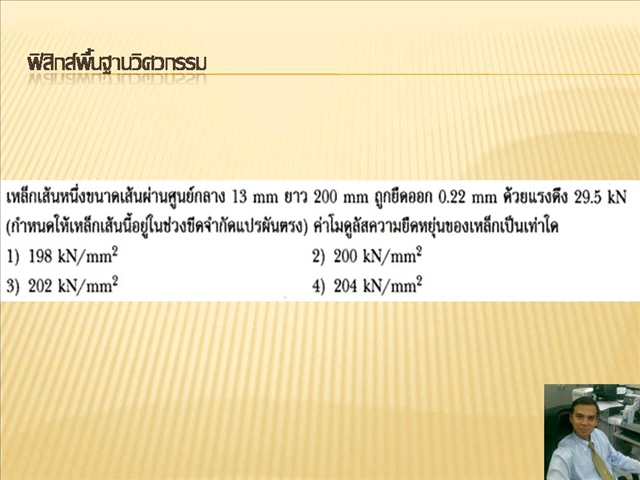 ฟิสิกส์พื้นฐานวิศวกรรม
เหล็กเส้นหนึ่งขนาดเส้นผ่านศูนย์กลาง 13 mm ยาว 200 mm ถูกยืดออก 0.22 mm ด้วยแรงดึง 29.5 kN
(กำหนดให้เหล็กเส้นนี้อยู่ในช่วงขีดจำกัดแปรผันตรง) ค่าโมดูลัสความยืดหยุ่นของเหล็กเป็นเท่าใด
1) 198 kN/mm² 2) 200 kN/mm²
3) 202 kN/mm² 4) 204 kN/mm²